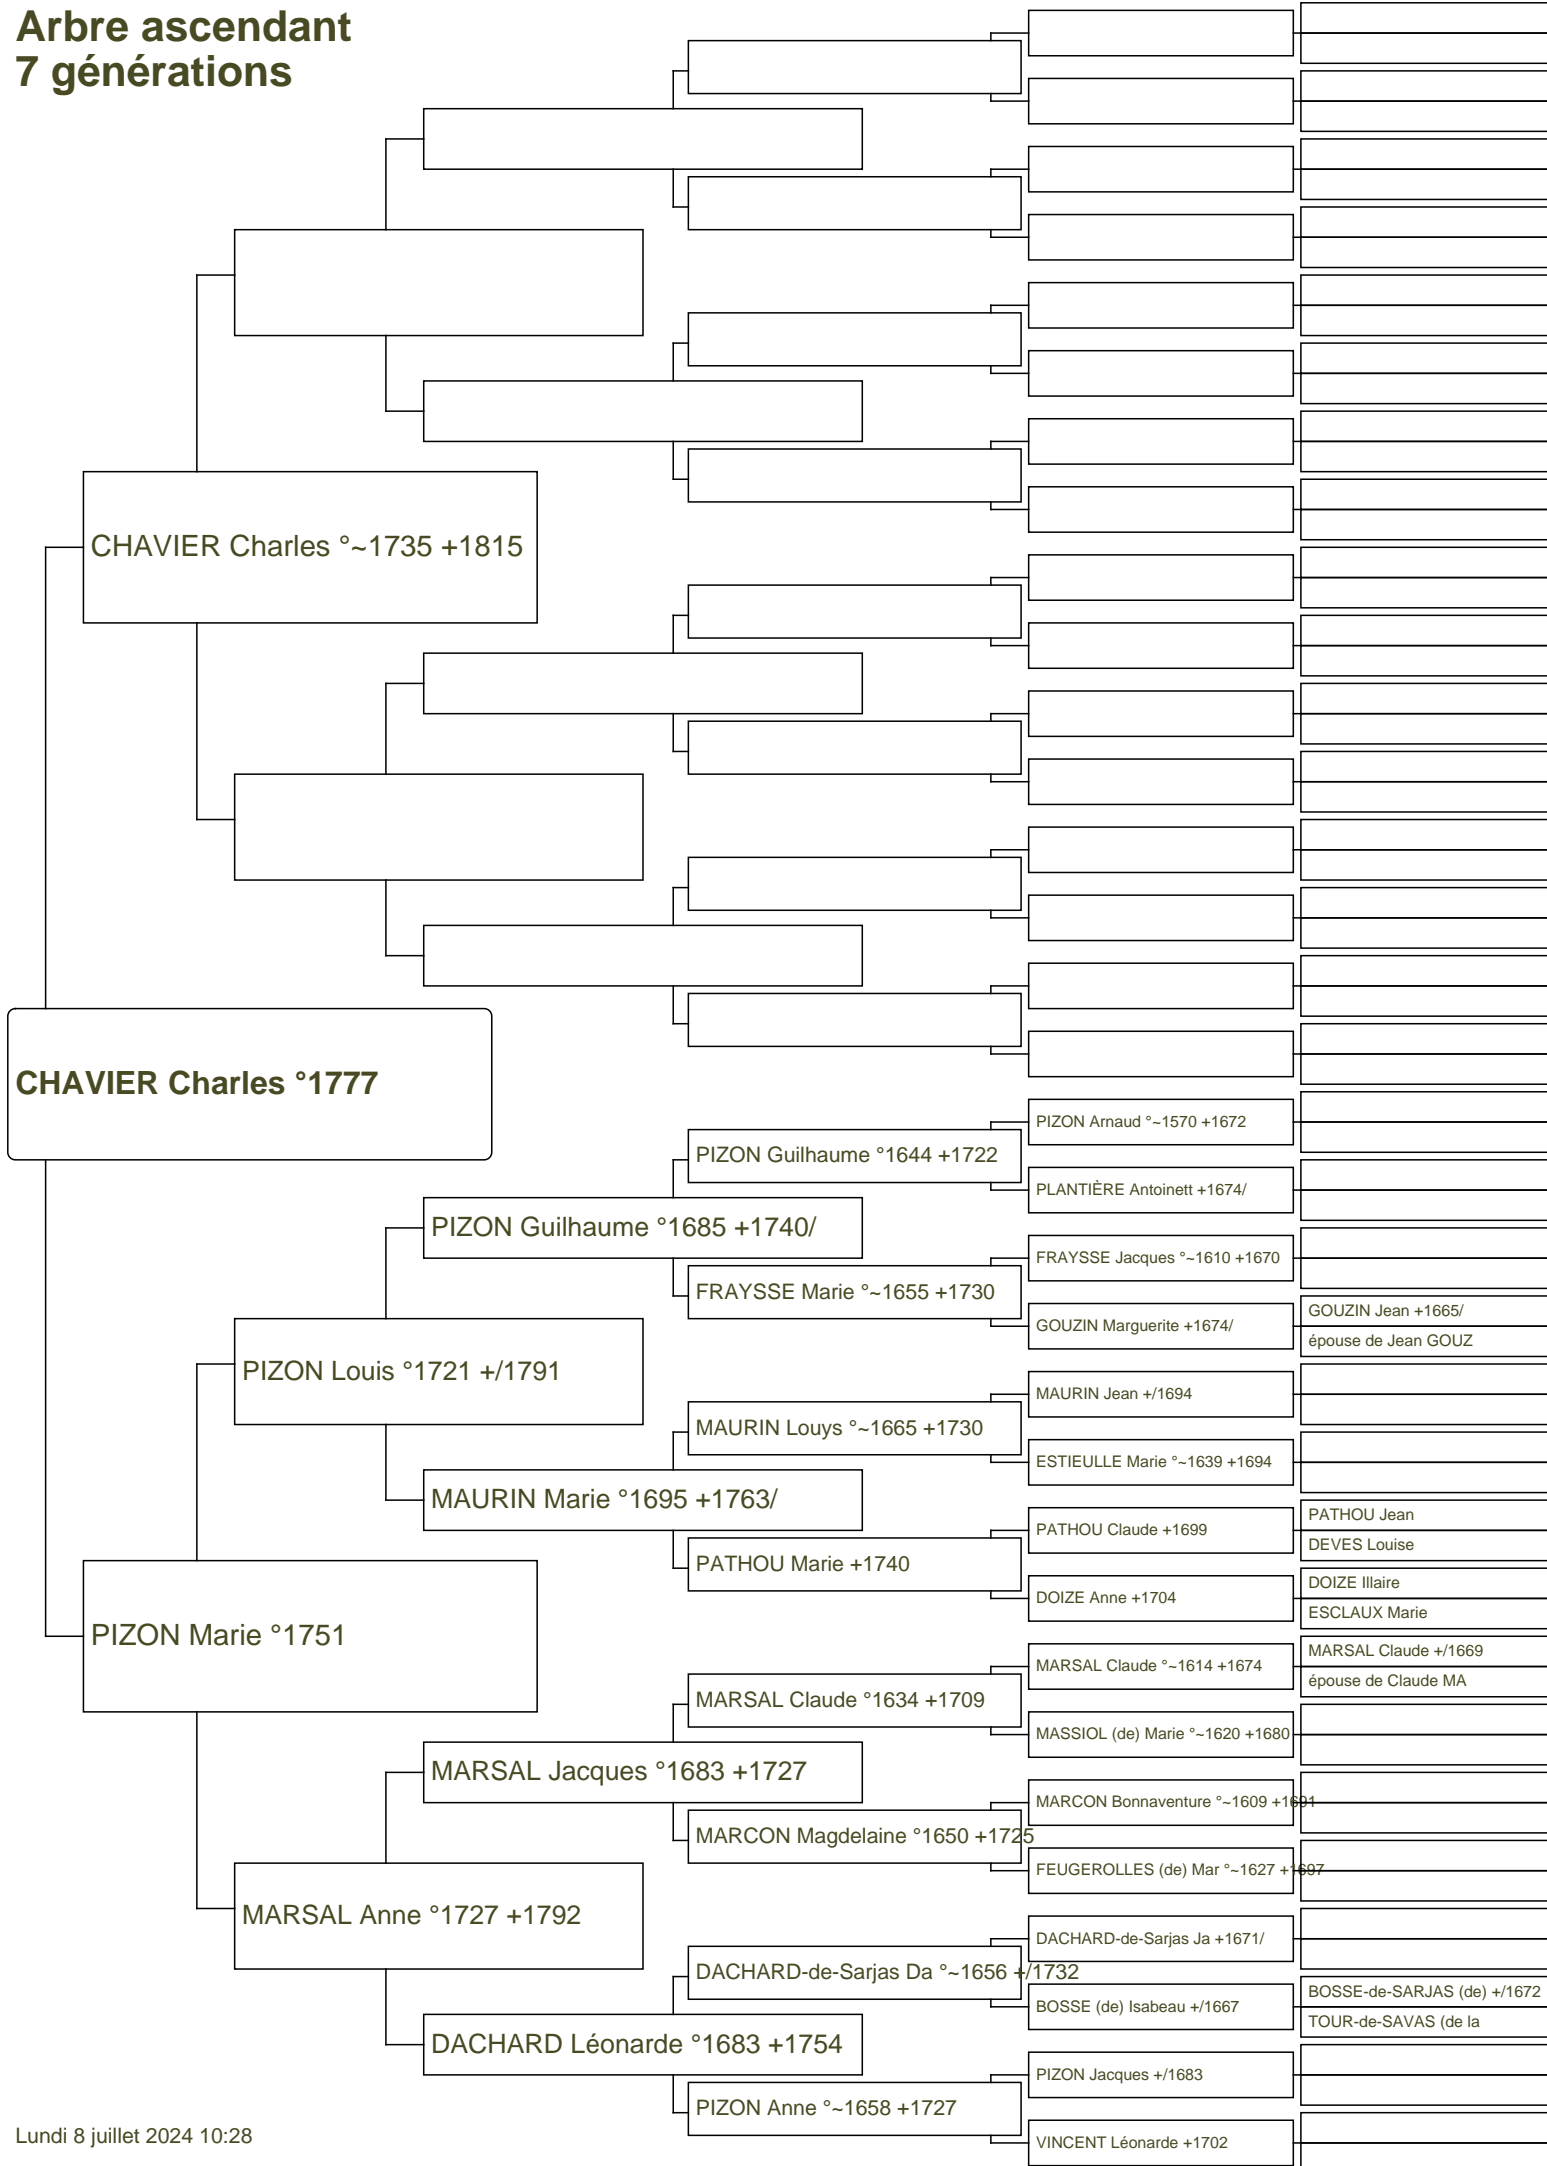 Arbre ascendant
7 générations
CHAVIER Charles °~1735 +1815
CHAVIER Charles °1777
PIZON Arnaud °~1570 +1672
PIZON Guilhaume °1644 +1722
PLANTIÈRE Antoinett +1674/
PIZON Guilhaume °1685 +1740/
FRAYSSE Jacques °~1610 +1670
FRAYSSE Marie °~1655 +1730
GOUZIN Jean +1665/
GOUZIN Marguerite +1674/
épouse de Jean GOUZ
PIZON Louis °1721 +/1791
MAURIN Jean +/1694
MAURIN Louys °~1665 +1730
ESTIEULLE Marie °~1639 +1694
MAURIN Marie °1695 +1763/
PATHOU Jean
PATHOU Claude +1699
DEVES Louise
PATHOU Marie +1740
DOIZE Illaire
DOIZE Anne +1704
ESCLAUX Marie
PIZON Marie °1751
MARSAL Claude +/1669
MARSAL Claude °~1614 +1674
épouse de Claude MA
MARSAL Claude °1634 +1709
MASSIOL (de) Marie °~1620 +1680
MARSAL Jacques °1683 +1727
MARCON Bonnaventure °~1609 +1691
MARCON Magdelaine °1650 +1725
FEUGEROLLES (de) Mar °~1627 +1697
MARSAL Anne °1727 +1792
DACHARD-de-Sarjas Ja +1671/
DACHARD-de-Sarjas Da °~1656 +/1732
BOSSE-de-SARJAS (de) +/1672
BOSSE (de) Isabeau +/1667
TOUR-de-SAVAS (de la
DACHARD Léonarde °1683 +1754
PIZON Jacques +/1683
PIZON Anne °~1658 +1727
VINCENT Léonarde +1702
Lundi 8 juillet 2024 10:28